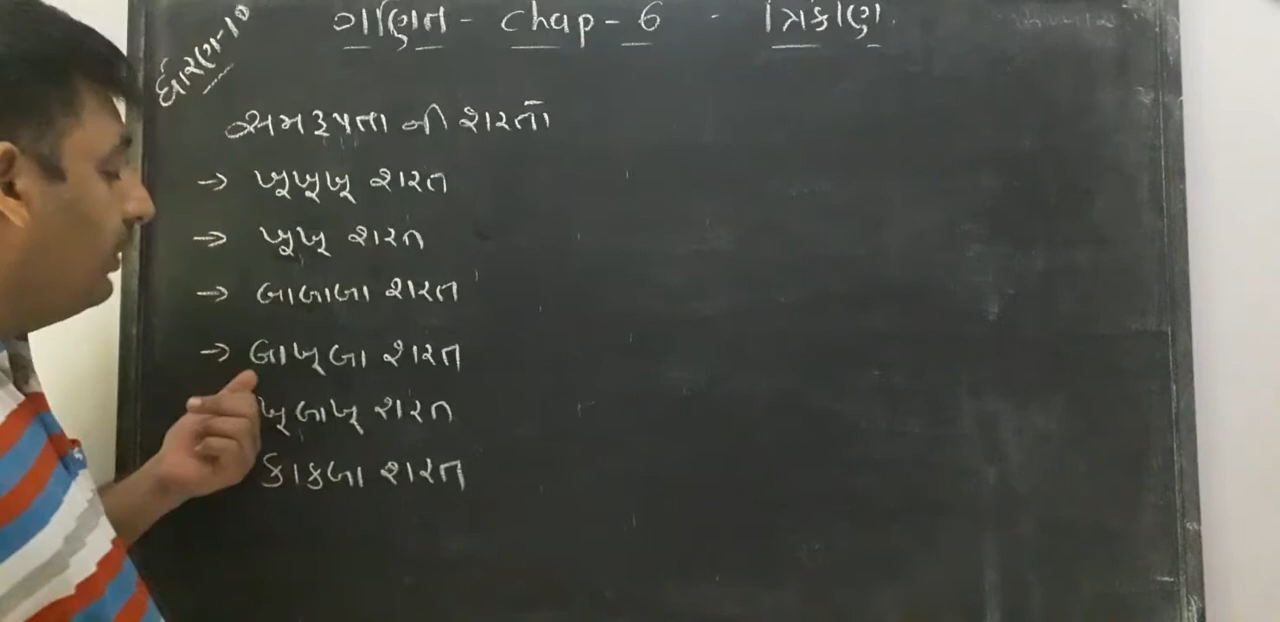 ધોરણ-10
ગણિત - chap - 6 - ત્રિકોણ
સમરૂપતા ની શરતો
→ ખૂખૂખૂ શરત
→ ખૂખૂ શરત
→ બાબાબા શરત
→ બાખૂબા શરત
ખૂબાખૂ શરત
કાકબા શરત